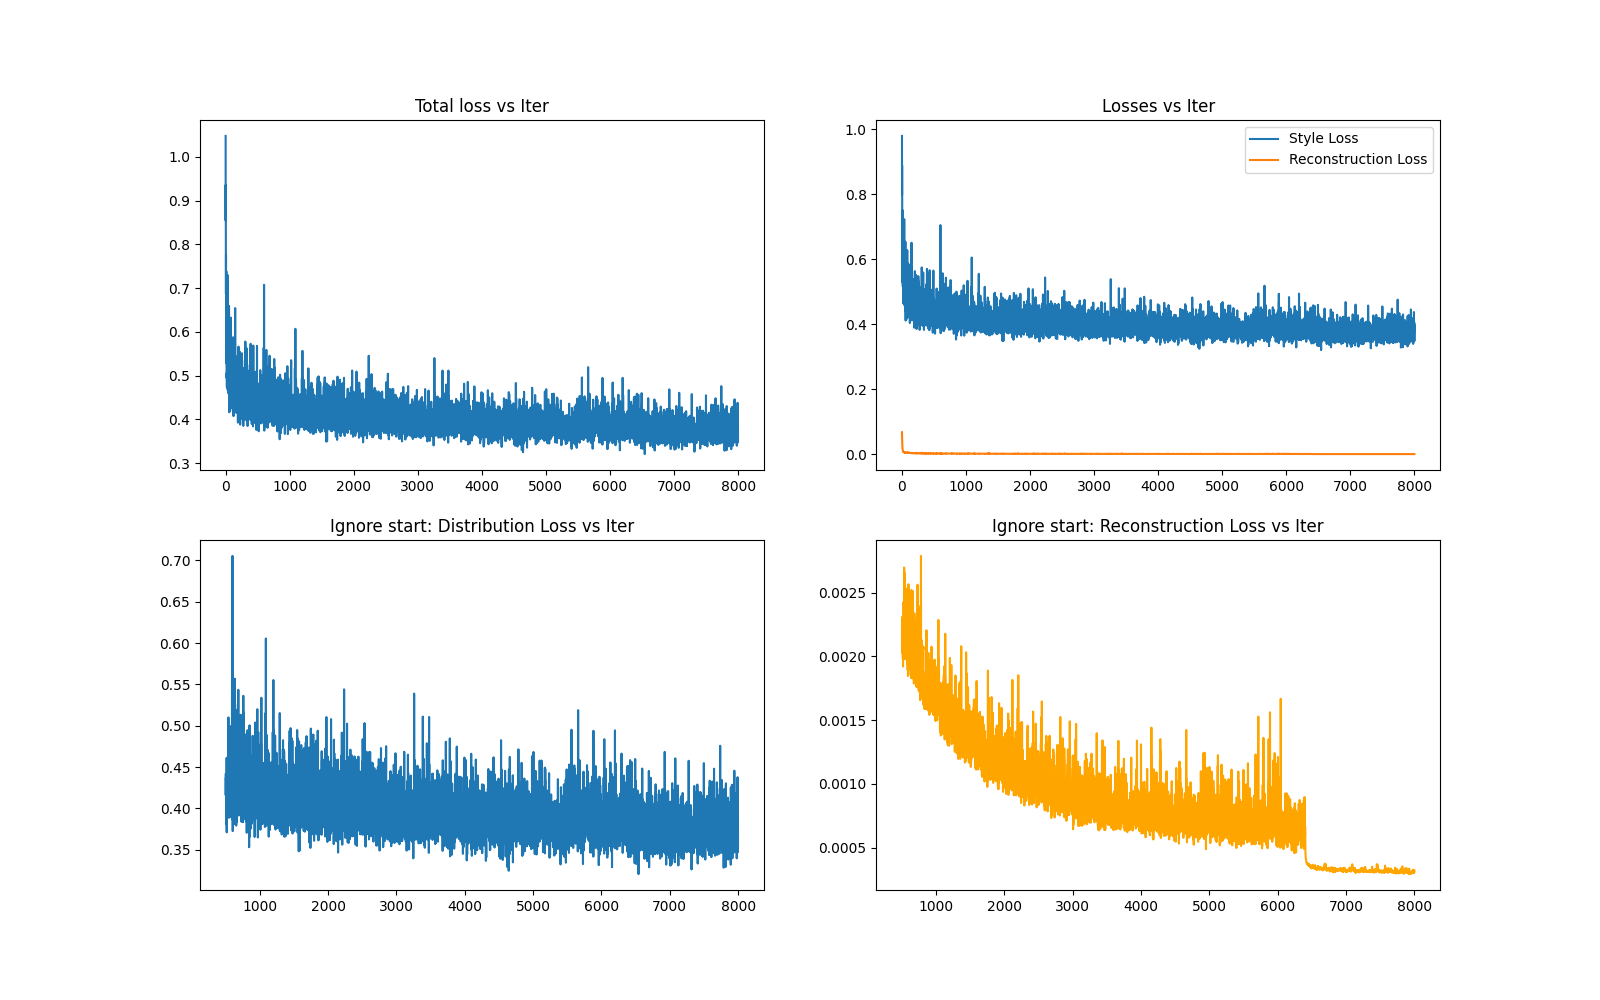 Total loss vs Iter
1.0
0.9
0.8
0.7
0.6
0.5
0.4
0.3
0 1000 2000 3000 4000 5000 6000 7000 8000
Losses vs Iter
Style Loss
Reconstruction Loss
1.0
0.8
0.6
0.4
0.2
0.0
0 1000 2000 3000 4000 5000 6000 7000 8000
Ignore start: Distribution Loss vs Iter
0.70
0.65
0.60
0.55
0.50
0.45
0.40
0.35
1000 2000 3000 4000 5000 6000 7000 8000
Ignore start: Reconstruction Loss vs Iter
0.0025
0.0020
0.0015
0.0010
0.0005
1000 2000 3000 4000 5000 6000 7000 8000